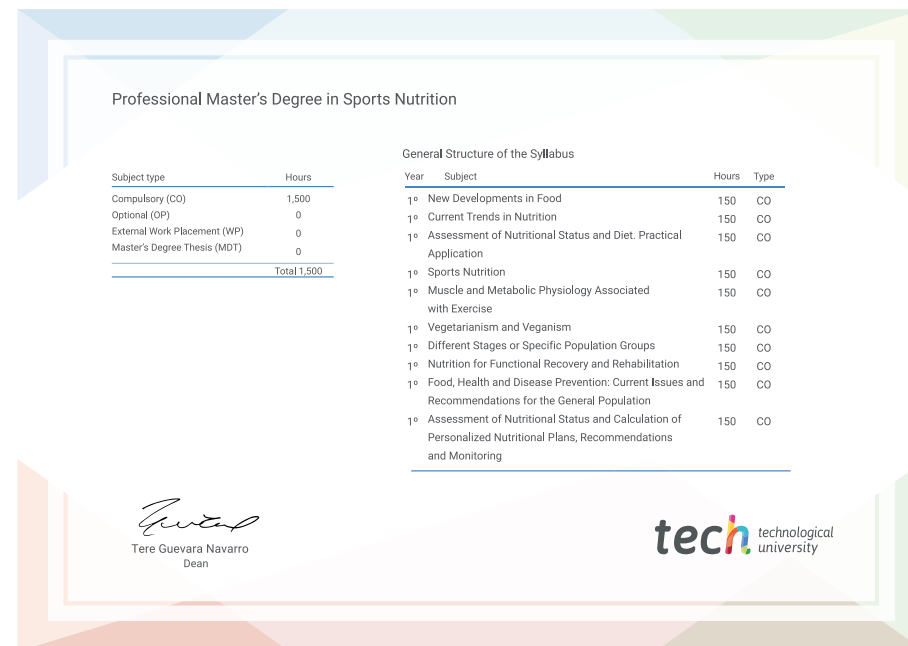 Professional Master's Degree in Sports Nutrition
Subject type Hours
Compulsory (CO) 1,500
Optional (OP) 0
External Work Placement (WP) 0
Master's Degree Thesis (MDT) 0
Total 1,500
General Structure of the Syllabus
Year Subject Hours Type
1º New Developments in Food 150 CO
1º Current Trends in Nutrition 150 CO
1º Assessment of Nutritional Status and Diet. Practical 150 CO
Application
1º Sports Nutrition 150 CO
1º Muscle and Metabolic Physiology Associated 150 CO
with Exercise
1º Vegetarianism and Veganism 150 CO
1º Different Stages or Specific Population Groups 150 CO
1º Nutrition for Functional Recovery and Rehabilitation 150 CO
1º Food, Health and Disease Prevention: Current Issues and 150 CO
Recommendations for the General Population
1º Assessment of Nutritional Status and Calculation of 150 CO
Personalized Nutritional Plans, Recommendations
and Monitoring
Tere Guevara Navarro
Dean
tech technological
university